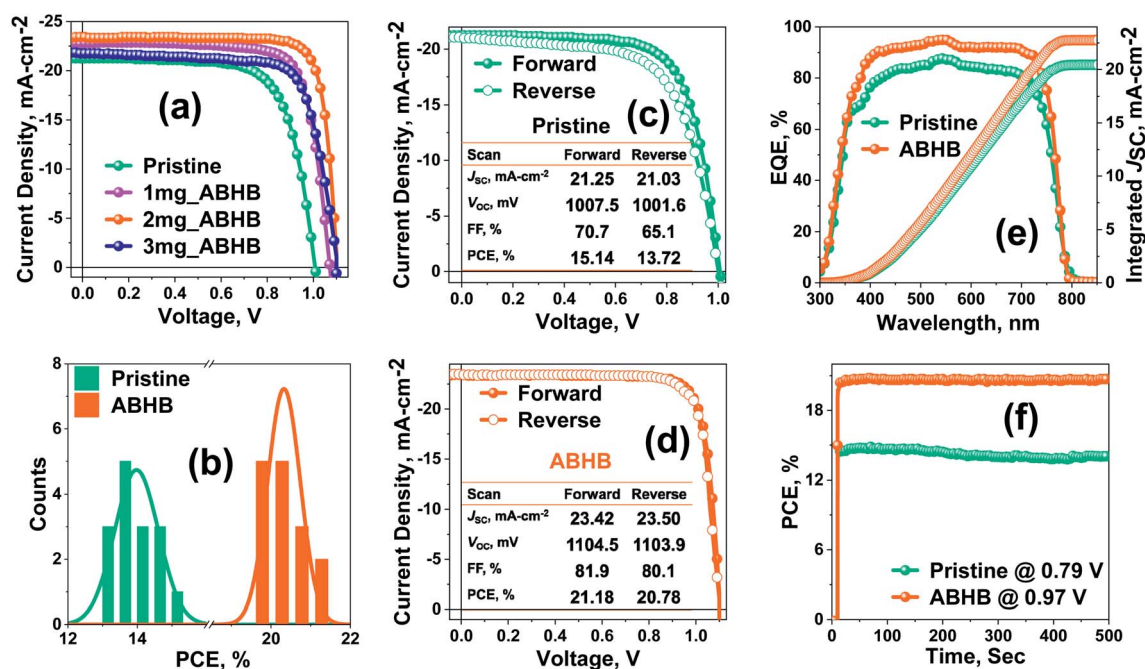 (a)
Current Density, mA-cm-2
-25
-20
-15
-10
-5
0
Pristine
1mg_ABHB
2mg_ABHB
3mg_ABHB
0.0 0.2 0.4 0.6 0.8 1.0
Voltage, V
(c)
Current Density, mA-cm-2
-20
-15
-10
-5
0
Forward
Reverse
Pristine
Scan Forward Reverse
JSC, mA-cm-2 21.25 21.03
VOC, mV 1007.5 1001.6
FF, % 70.7 65.1
PCE, % 15.14 13.72
0.0 0.2 0.4 0.6 0.8 1.0
Voltage, V
(e)
EQE, %
100
80
60
40
20
0
Pristine
ABHB
Integrated JSC, mA-cm-2
20
15
10
5
0
300 400 500 600 700 800
Wavelength, nm
(b)
Counts
8
6
4
2
0
Pristine
ABHB
12 14 20 22
PCE, %
(d)
Current Density, mA-cm-2
-20
-15
-10
-5
0
Forward
Reverse
ABHB
Scan Forward Reverse
JSC, mA-cm-2 23.42 23.50
VOC, mV 1104.5 1103.9
FF, % 81.9 80.1
PCE, % 21.18 20.78
0.0 0.2 0.4 0.6 0.8 1.0
Voltage, V
(f)
PCE, %
18
12
6
0
Pristine @ 0.79 V
ABHB @ 0.97 V
0 100 200 300 400 500
Time, Sec